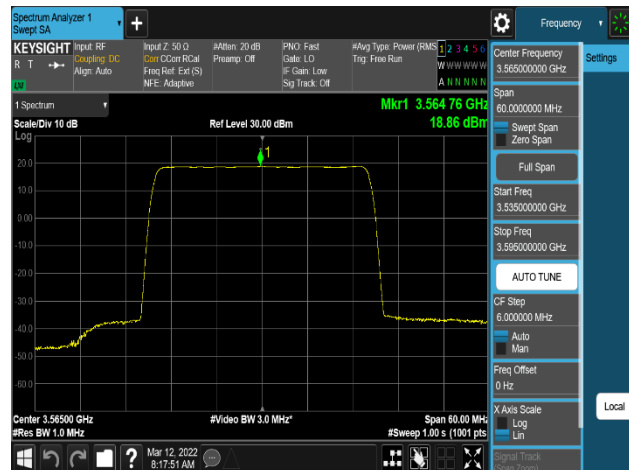 Spectrum Analyzer 1
Swept SA
+
Frequency
KEYSIGHT
R T
Input: RF
Coupling: DC
Align: Auto
Input Z: 50 Ω
Corr CCorr RCal
Freq Ref: Ext (S)
NFE: Adaptive
#Atten: 20 dB
Preamp: Off
PNO: Fast
Gate: LO
IF Gain: Low
Sig Track: Off
#Avg Type: Power (RMS
Trig: Free Run
1 2 3 4 5 6
W W W W W W
A N N N N N
1 Spectrum
Scale/Div 10 dB
Ref Level 30.00 dBm
Mkr1 3.564 76 GHz
18.86 dBm
Log
1
20.0
10.0
0.00
-10.0
-20.0
-30.0
-40.0
-50.0
-60.0
Center 3.56500 GHz
#Res BW 1.0 MHz
#Video BW 3.0 MHz*
Span 60.00 MHz
#Sweep 1.00 s (1001 pts)
?
Mar 12, 2022
8:17:51 AM
Center Frequency
3.565000000 GHz
Span
60.0000000 MHz
Swept Span
Zero Span
Full Span
Start Freq
3.535000000 GHz
Stop Freq
3.595000000 GHz
AUTO TUNE
CF Step
6.000000 MHz
Auto
Man
Freq Offset
0 Hz
X Axis Scale
Log
Lin
Signal Track
(Span Zoom)
Settings
Local